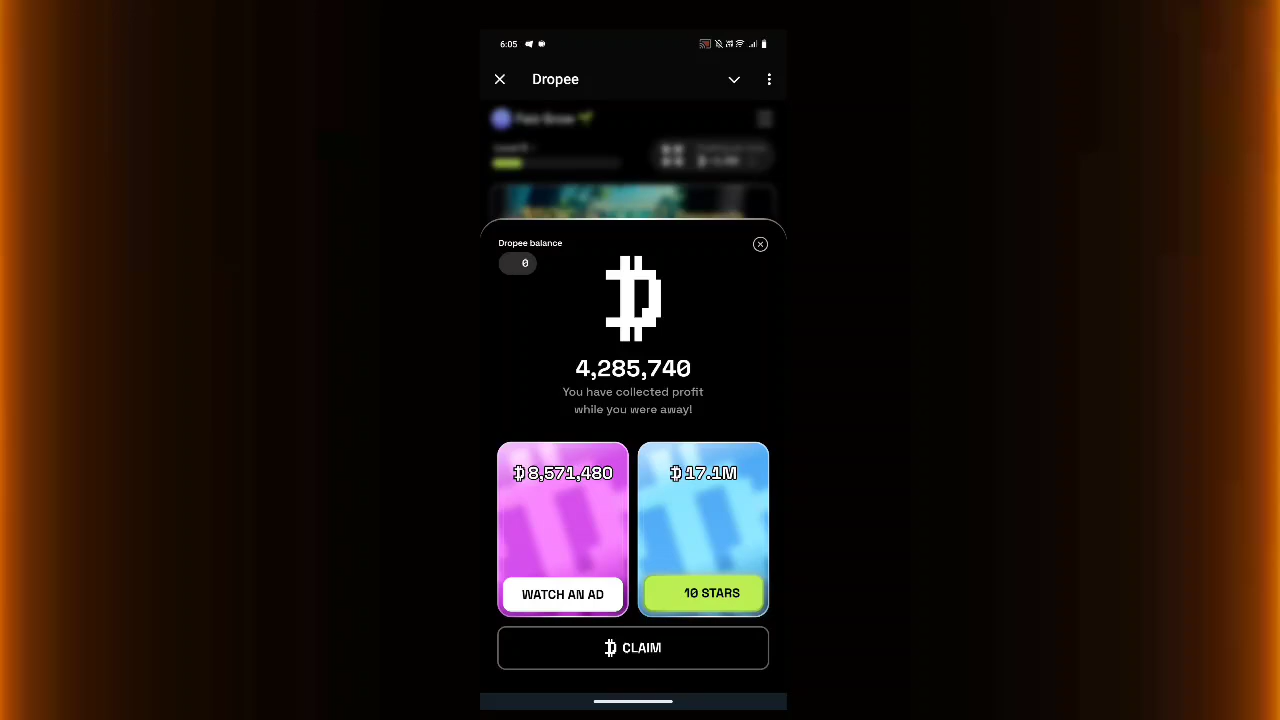 6:05
Dropee
Dropee balance
0
4,285,740
You have collected profit
while you were away!
8,571,480
17.1M
WATCH AN AD
10 STARS
CLAIM